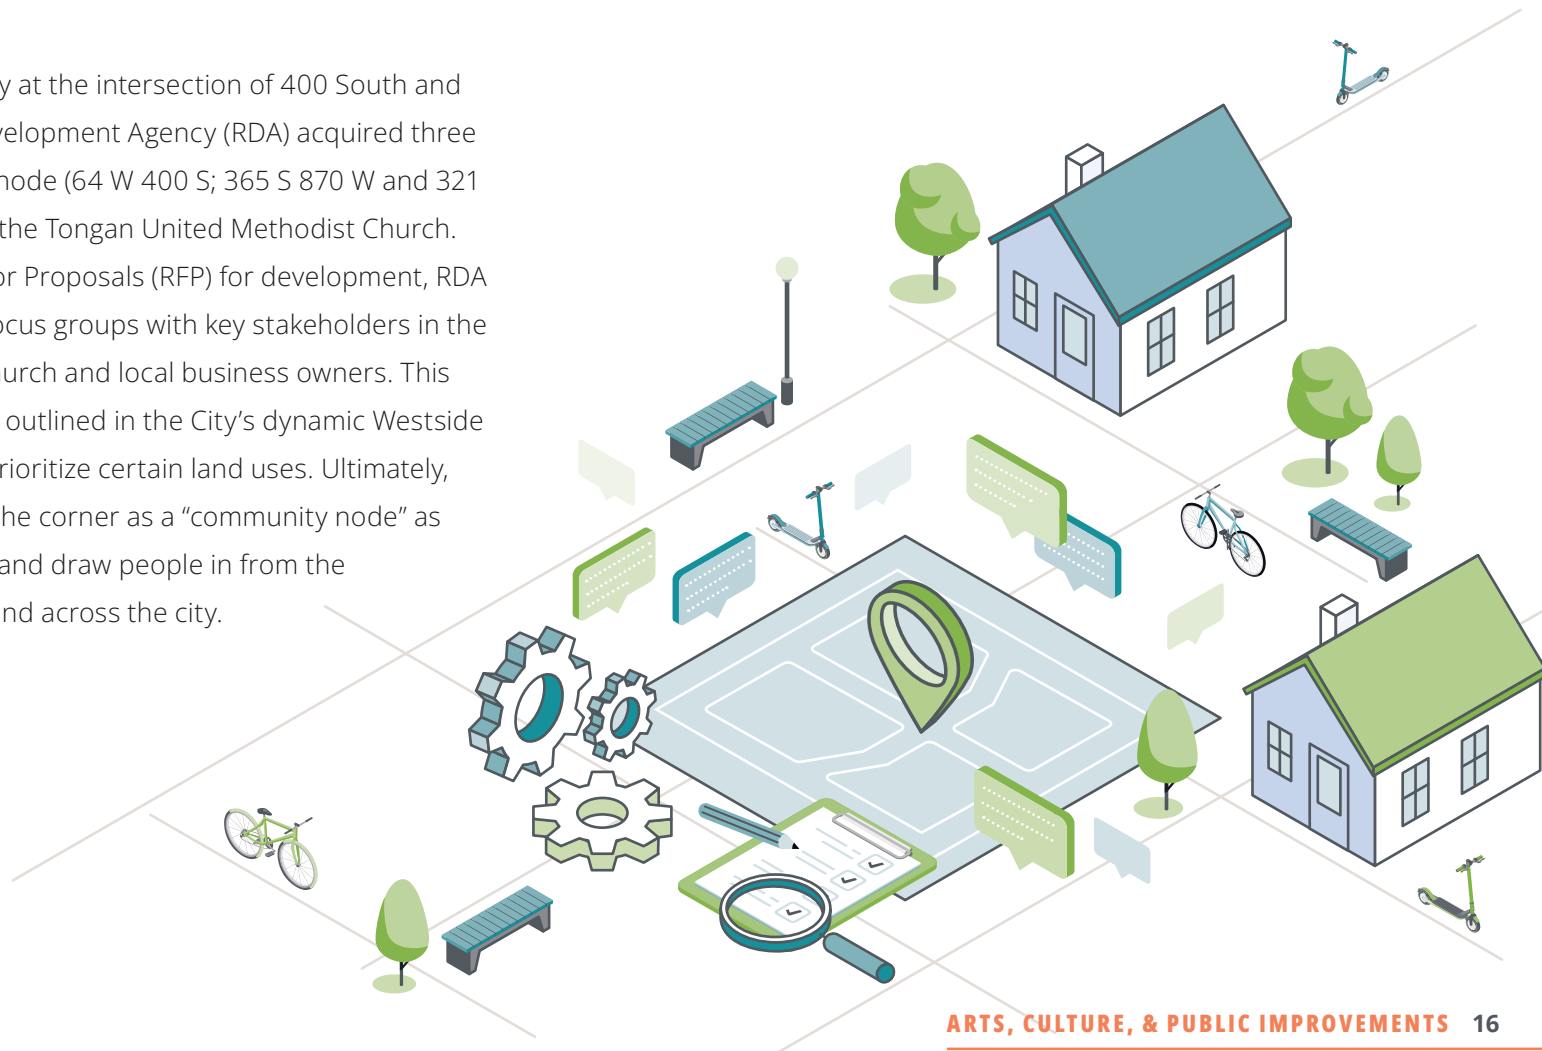 y at the intersection of 400 South and
velopment Agency (RDA) acquired three
node (64 W 400 S; 365 S 870 W and 321
the Tongan United Methodist Church.
or Proposals (RFP) for development, RDA
ocus groups with key stakeholders in the
hurch and local business owners. This
outlined in the City’s dynamic Westside
rioritize certain land uses. Ultimately,
he corner as a “community node” as
and draw people in from the
nd across the city.
ARTS, CULTURE, & PUBLIC IMPROVEMENTS 16